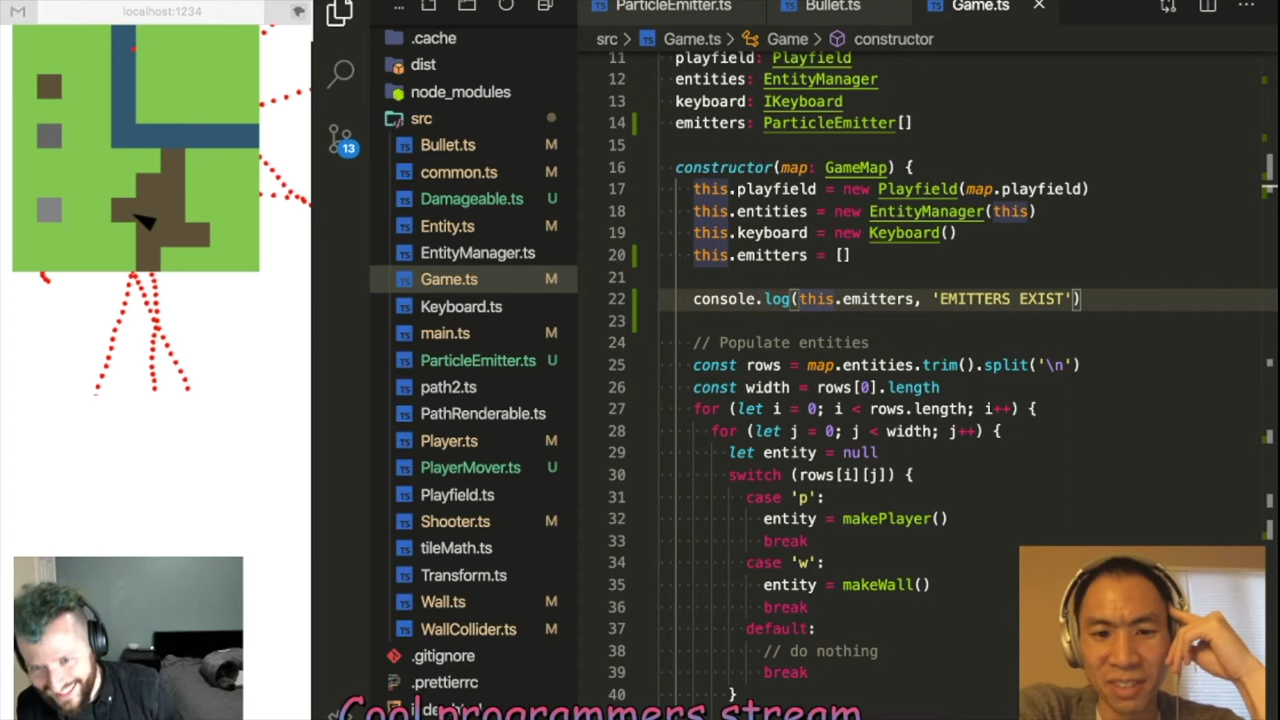 localhost:1234
...
ParticleEmitter.ts
Bullet.ts
Game.ts
src > Game.ts > Game > constructor
.cache
dist
node_modules
src
Bullet.ts M
common.ts M
Damageable.ts U
Entity.ts M
EntityManager.ts
Game.ts M
Keyboard.ts
main.ts M
ParticleEmitter.ts U
path2.ts
PathRenderable.ts
Player.ts M
PlayerMover.ts U
Playfield.ts
Shooter.ts M
tileMath.ts
Transform.ts
Wall.ts M
WallCollider.ts M
.gitignore
.prettierrc
13
11 playfield: Playfield
12 entities: EntityManager
13 keyboard: IKeyboard
14 emitters: ParticleEmitter[]
15
16 constructor(map: GameMap) {
17 this.playfield = new Playfield(map.playfield)
18 this.entities = new EntityManager(this)
19 this.keyboard = new Keyboard()
20 this.emitters = []
21
22 console.log(this.emitters, 'EMITTERS EXIST')
23
24 // Populate entities
25 const rows = map.entities.trim().split('\n')
26 const width = rows[0].length
27 for (let i = 0; i < rows.length; i++) {
28 for (let j = 0; j < width; j++) {
29 let entity = null
30 switch (rows[i][j]) {
31 case 'p':
32 entity = makePlayer()
33 break
34 case 'w':
35 entity = makeWall()
36 break
37 default:
38 // do nothing
39 break
40 }
Cool programmers stream